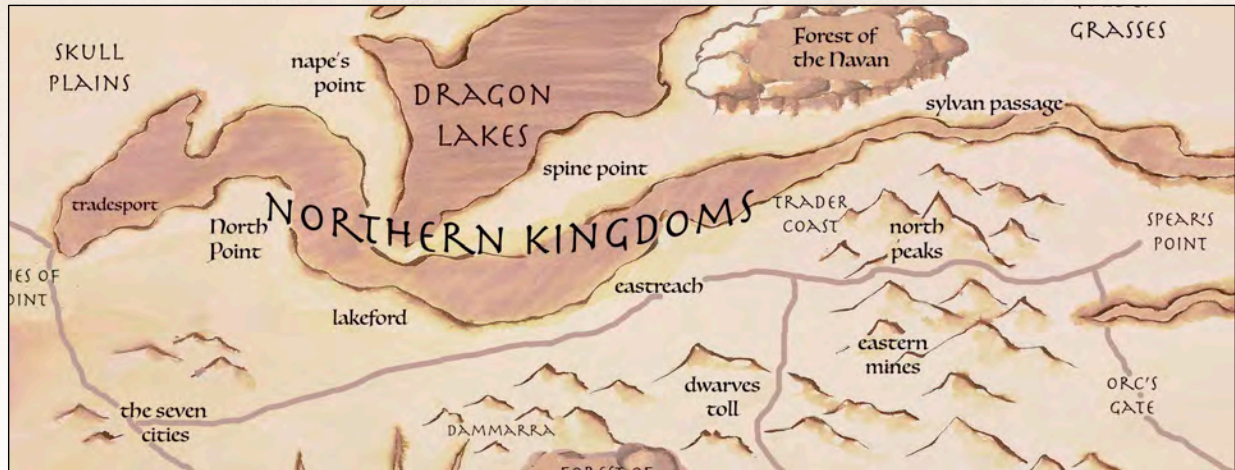 GRASSES
SKULL
PLAINS
nape's
point
Forest of
the Navan
DRAGON
LAKES
sylvan passage
spine point
tradesport
North
Point
NORTHERN KINGDOMS
TRADER
COAST
north
peaks
SPEAR'S
POINT
eastreach
lakeford
eastern
mines
dwarves
toll
ORC'S
GATE
the seven
cities
DAMMARRA
FOREST OF